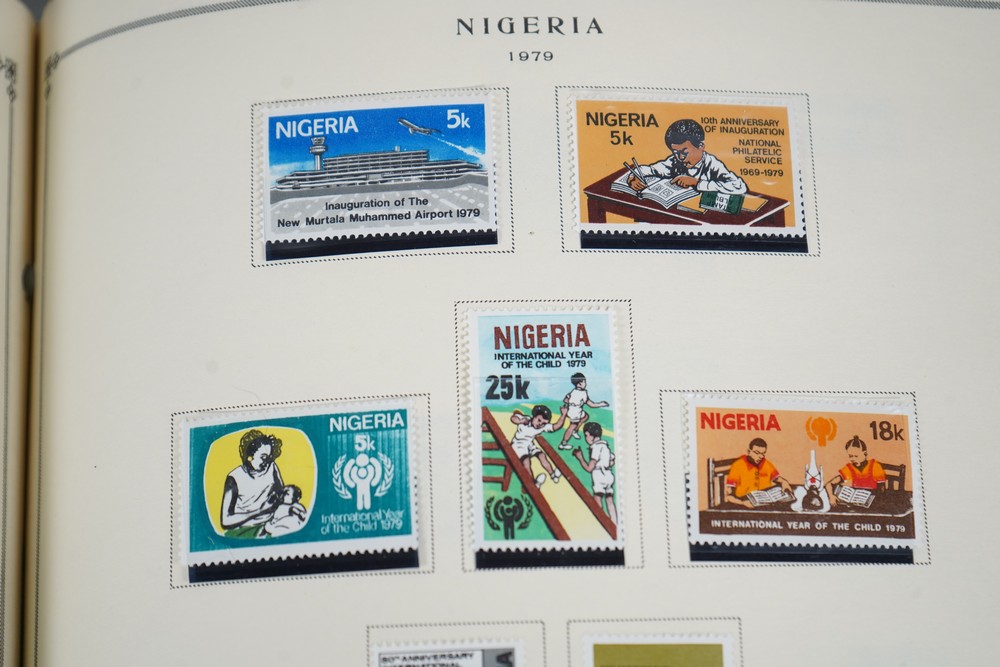 NIGERIA
1979
NIGERIA 5k
Inauguration of The
New Murtala Muhammed Airport 1979
NIGERIA
5k
10th ANNIVERSARY
OF INAUGURATION
NATIONAL
PHILATELIC
SERVICE
1969-1979
NIGERIA
5k
International Year
of the Child 1979
NIGERIA
INTERNATIONAL YEAR
OF THE CHILD 1979
25k
NIGERIA
18k
INTERNATIONAL YEAR OF THE CHILD 1979
50TH ANNIVERSARY